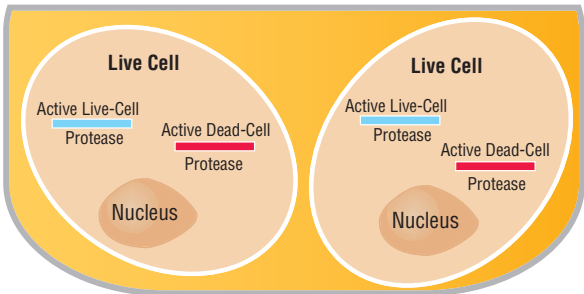 Live Cell
Active Live-Cell
Protease
Active Dead-Cell
Protease
Nucleus
Live Cell
Active Live-Cell
Protease
Active Dead-Cell
Protease
Nucleus